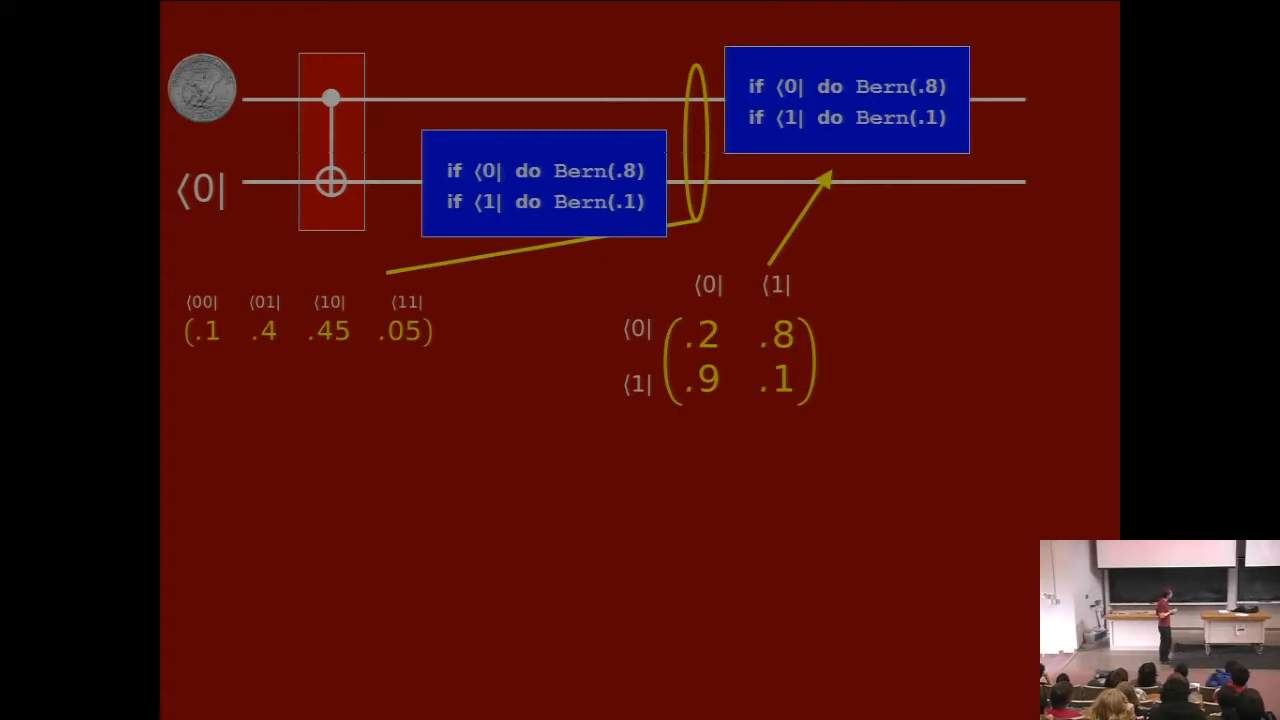 if ⟨0| do Bern(.8)
if ⟨1| do Bern(.1)
⟨0|
if ⟨0| do Bern(.8)
if ⟨1| do Bern(.1)
⟨00| ⟨01| ⟨10| ⟨11|
(.1 .4 .45 .05)
⟨0| ⟨1|
⟨0| .2 .8
⟨1| .9 .1